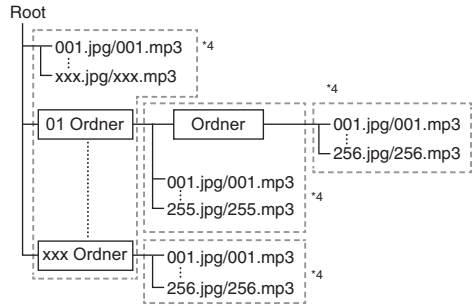 Root
001.jpg/001.mp3
*4
xxx.jpg/xxx.mp3
*4
01 Ordner
Ordner
001.jpg/001.mp3
256.jpg/256.mp3
001.jpg/001.mp3
*4
255.jpg/255.mp3
xxx Ordner
001.jpg/001.mp3
*4
256.jpg/256.mp3